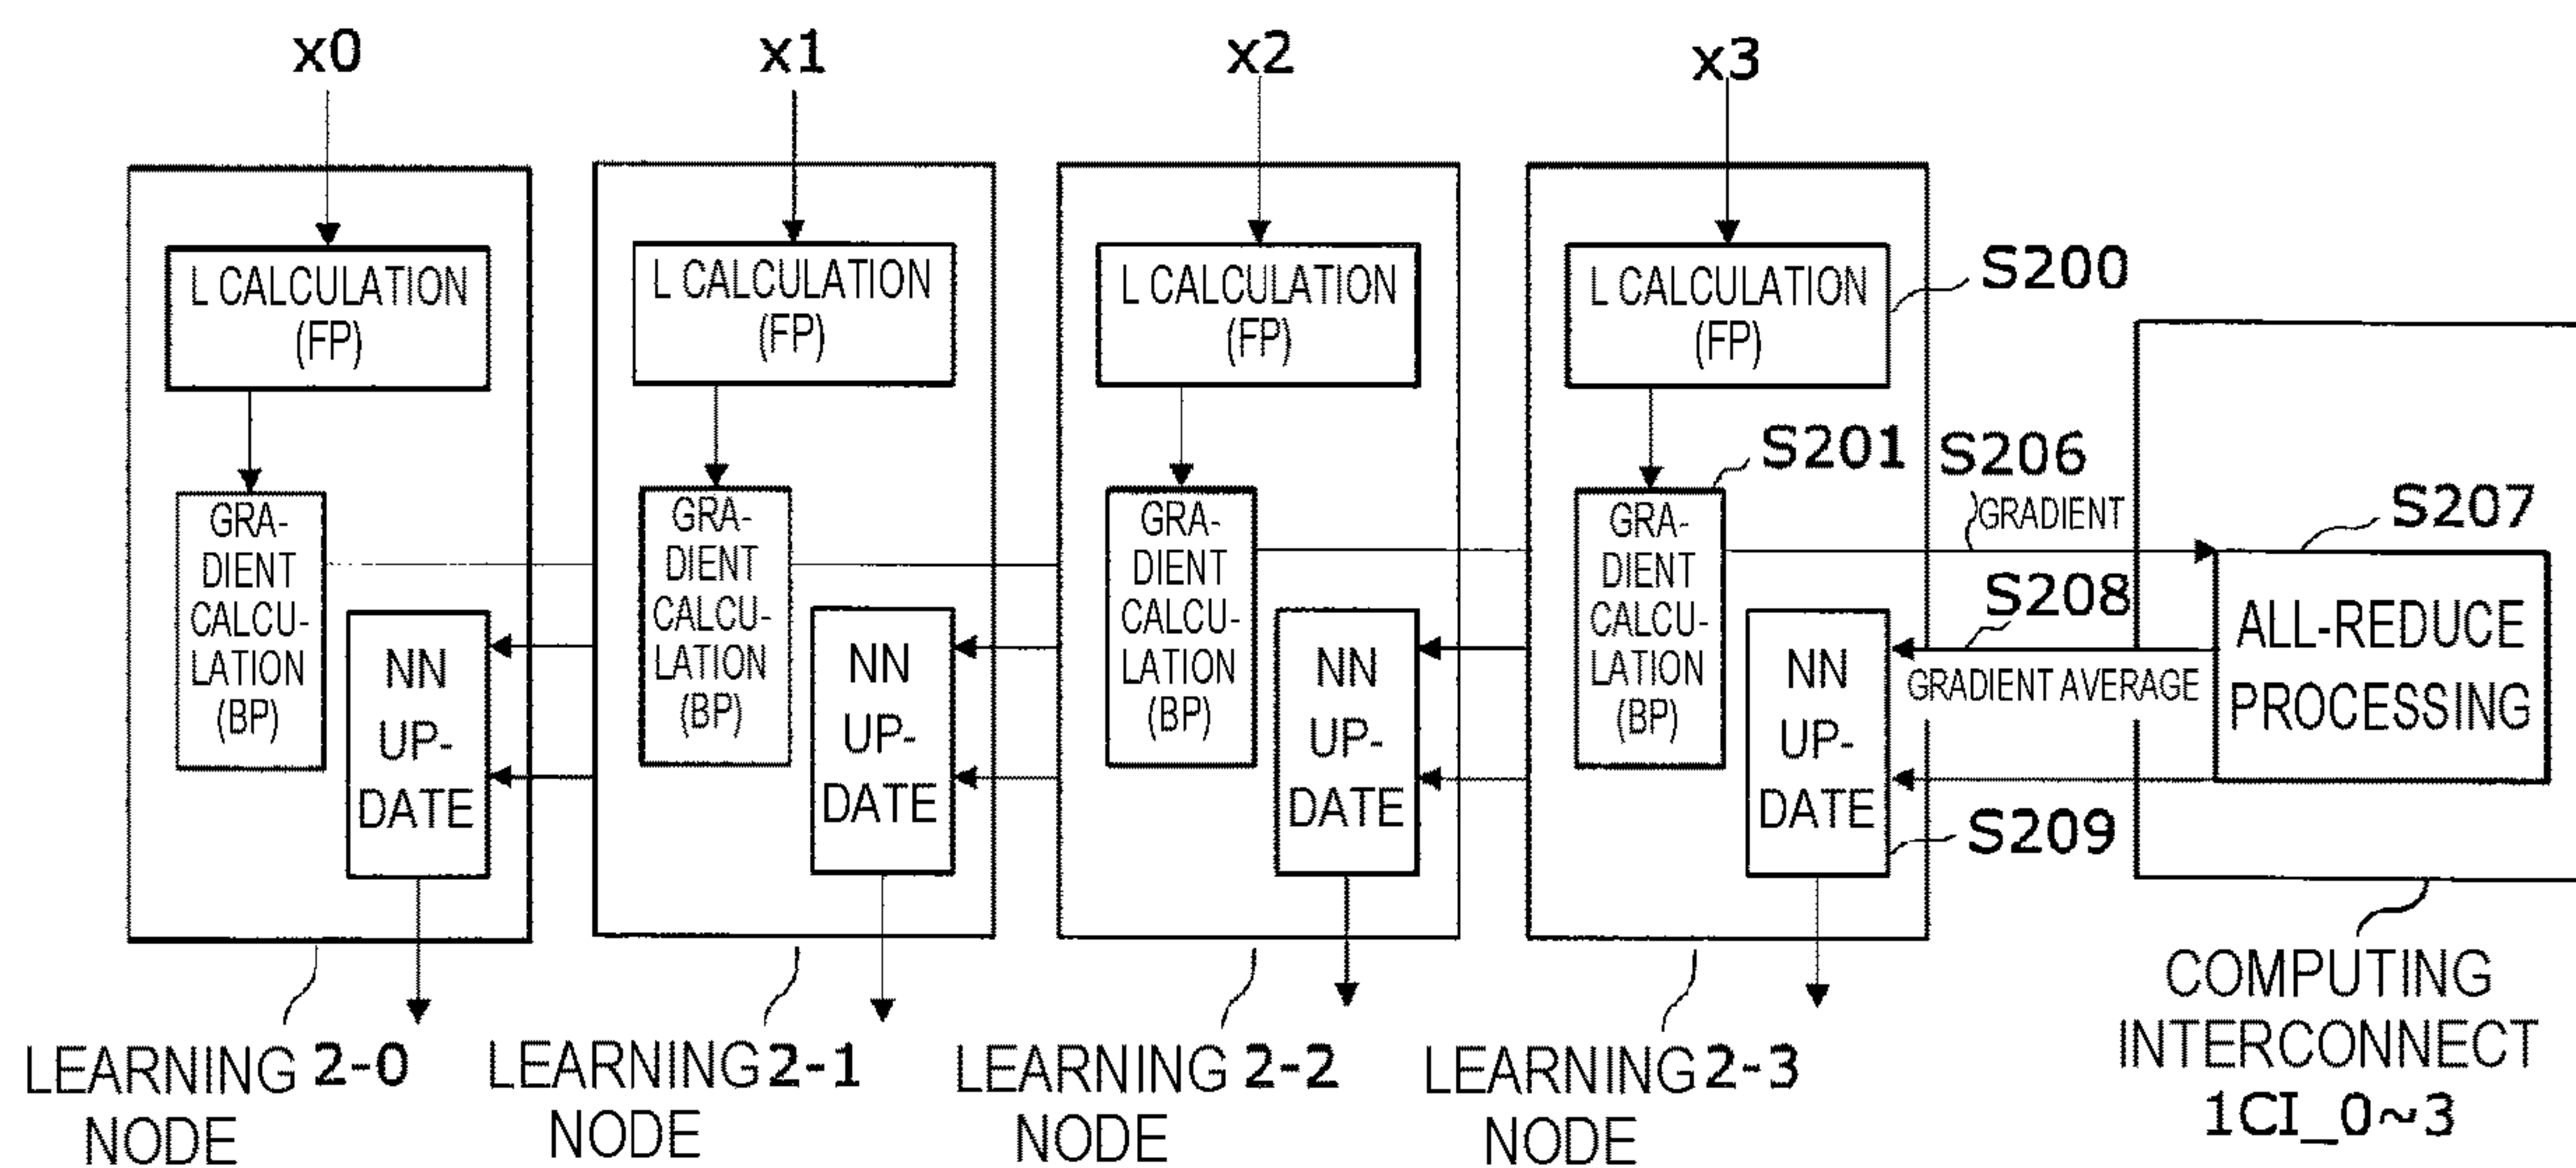 x0
x1
x2
x3
L CALCULATION
(FP)
L CALCULATION
(FP)
L CALCULATION
(FP)
L CALCULATION
(FP)
S200
GRA-
DIENT
CALCU-
LATION
(BP)
NN
UP-
DATE
GRA-
DIENT
CALCU-
LATION
(BP)
NN
UP-
DATE
GRA-
DIENT
CALCU-
LATION
(BP)
NN
UP-
DATE
S201
GRA-
DIENT
CALCU-
LATION
(BP)
NN
UP-
DATE
S206
GRADIENT
S207
S208
GRADIENT AVERAGE
ALL-REDUCE
PROCESSING
S209
LEARNING 2-0
NODE
LEARNING 2-1
NODE
LEARNING 2-2
NODE
LEARNING 2-3
NODE
COMPUTING
INTERCONNECT
1CI_0~3